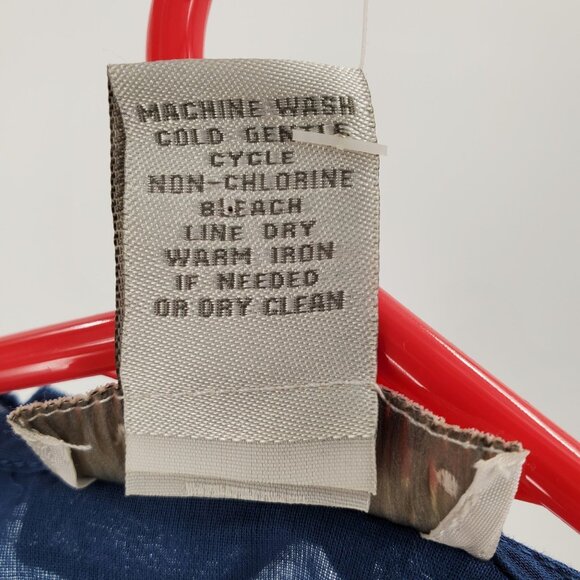 MACHINE WASH
COLD GENTLE
CYCLE
NON-CHLORINE
BLEACH
LINE DRY
WARM IRON
IF NEEDED
OR DRY CLEAN